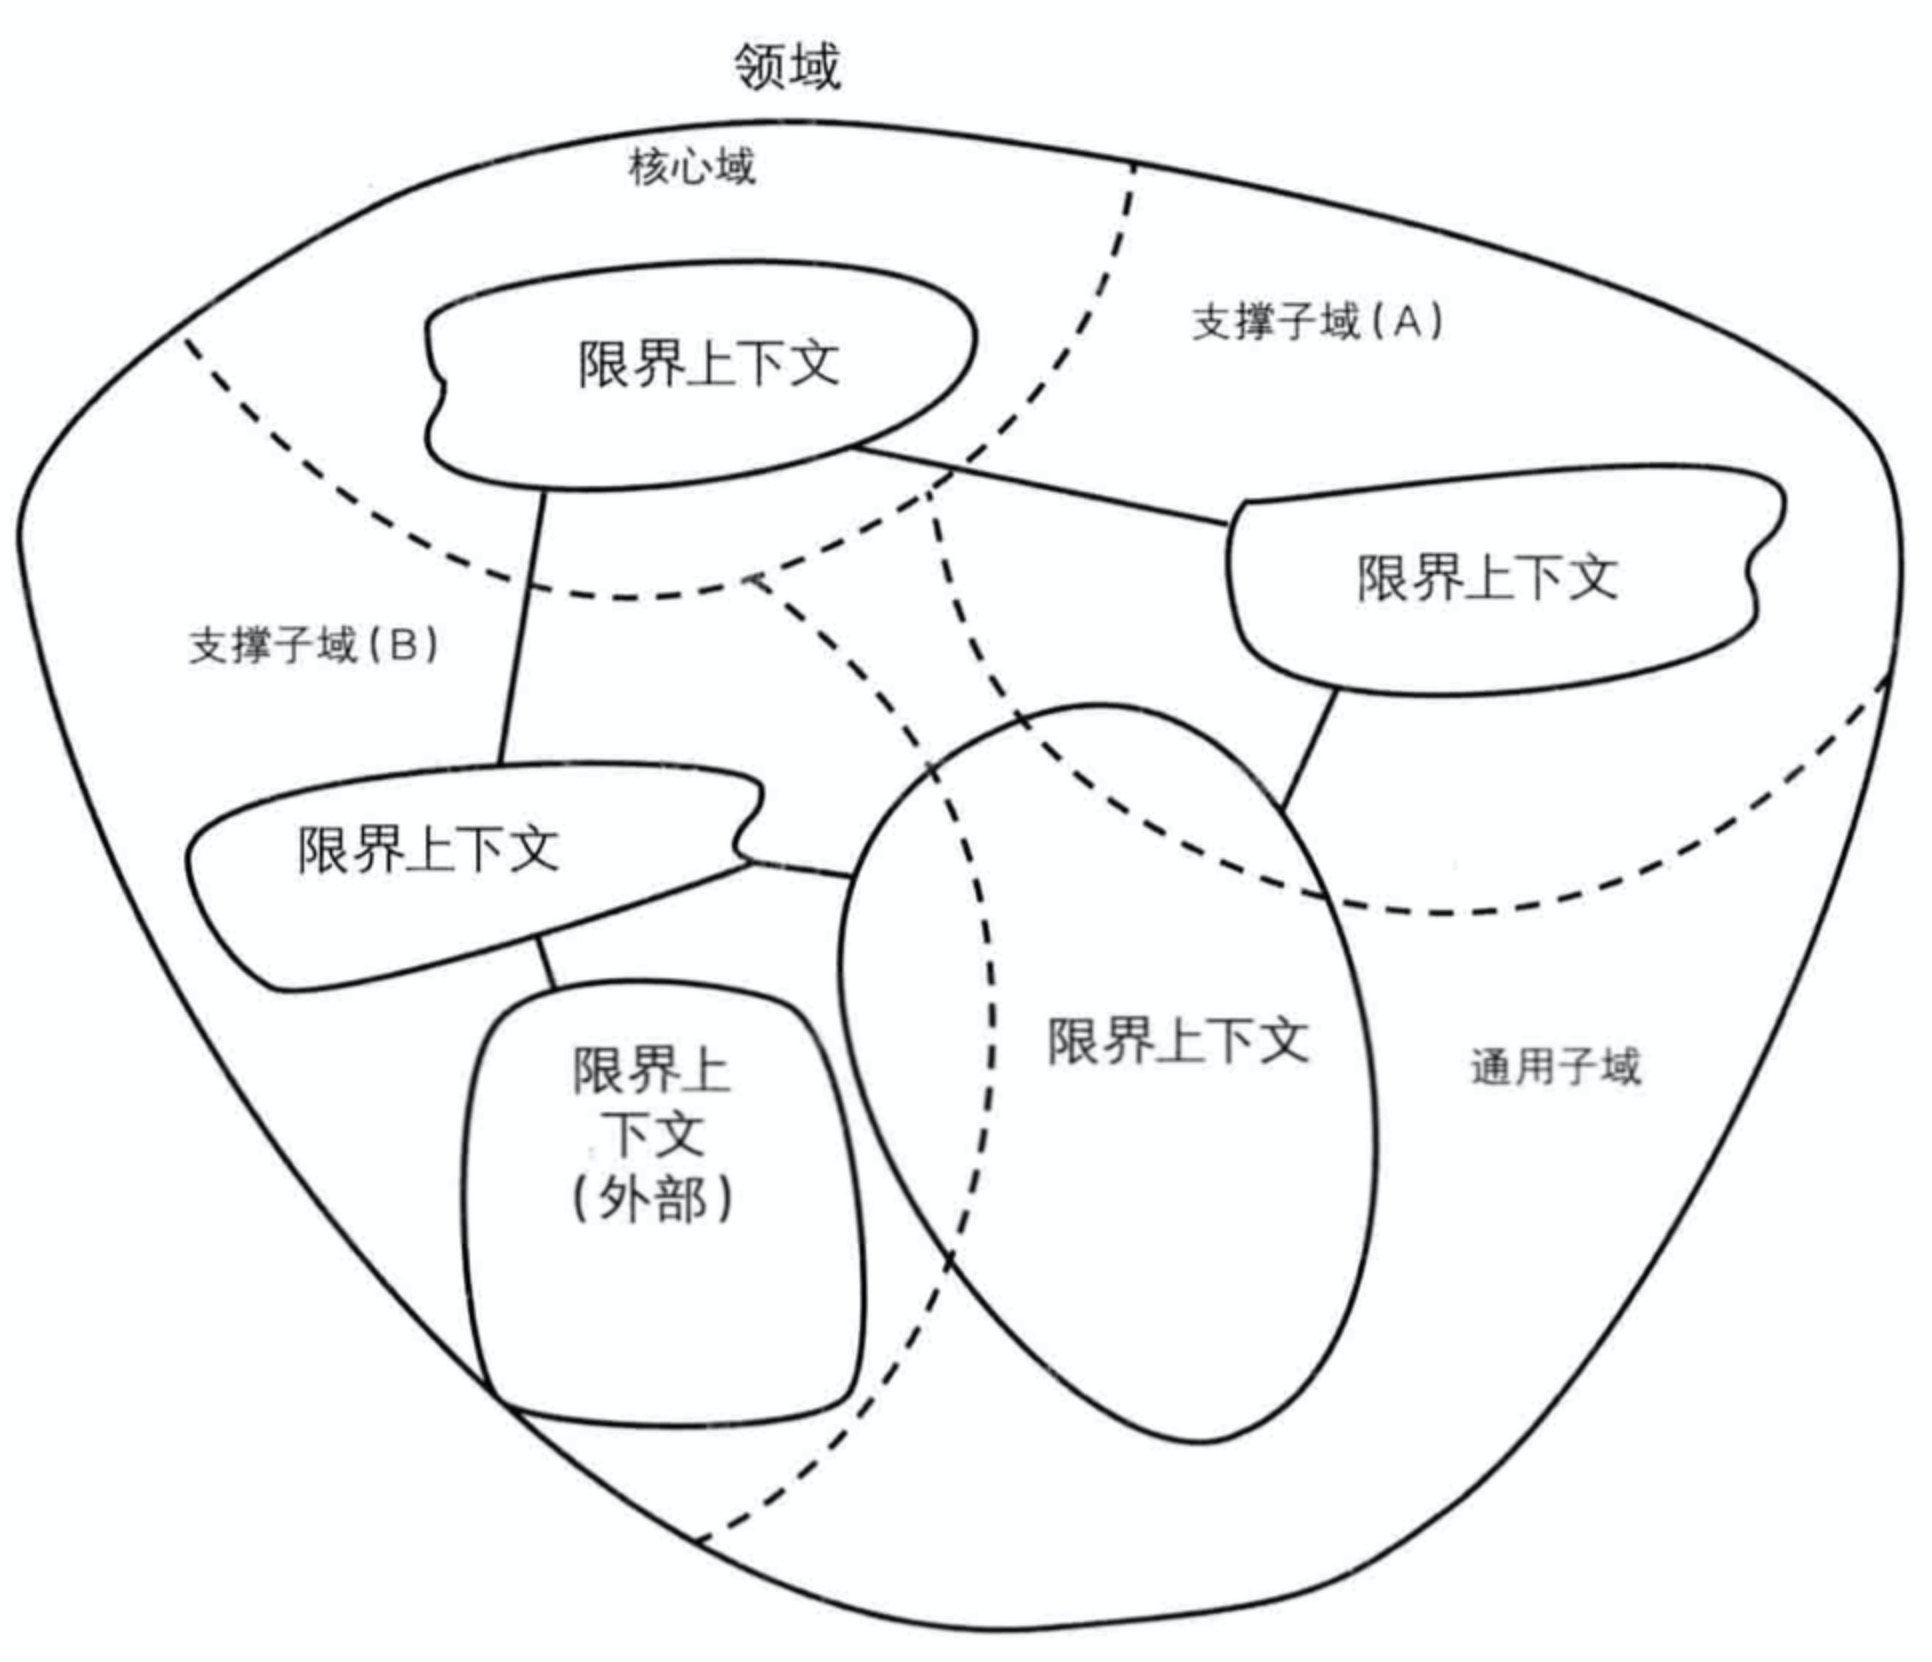 领域
核心域
支撑子域(A)
限界上下文
限界上下文
支撑子域(B)
限界上下文
限界上下文
通用子域
限界上
下文
(外部)